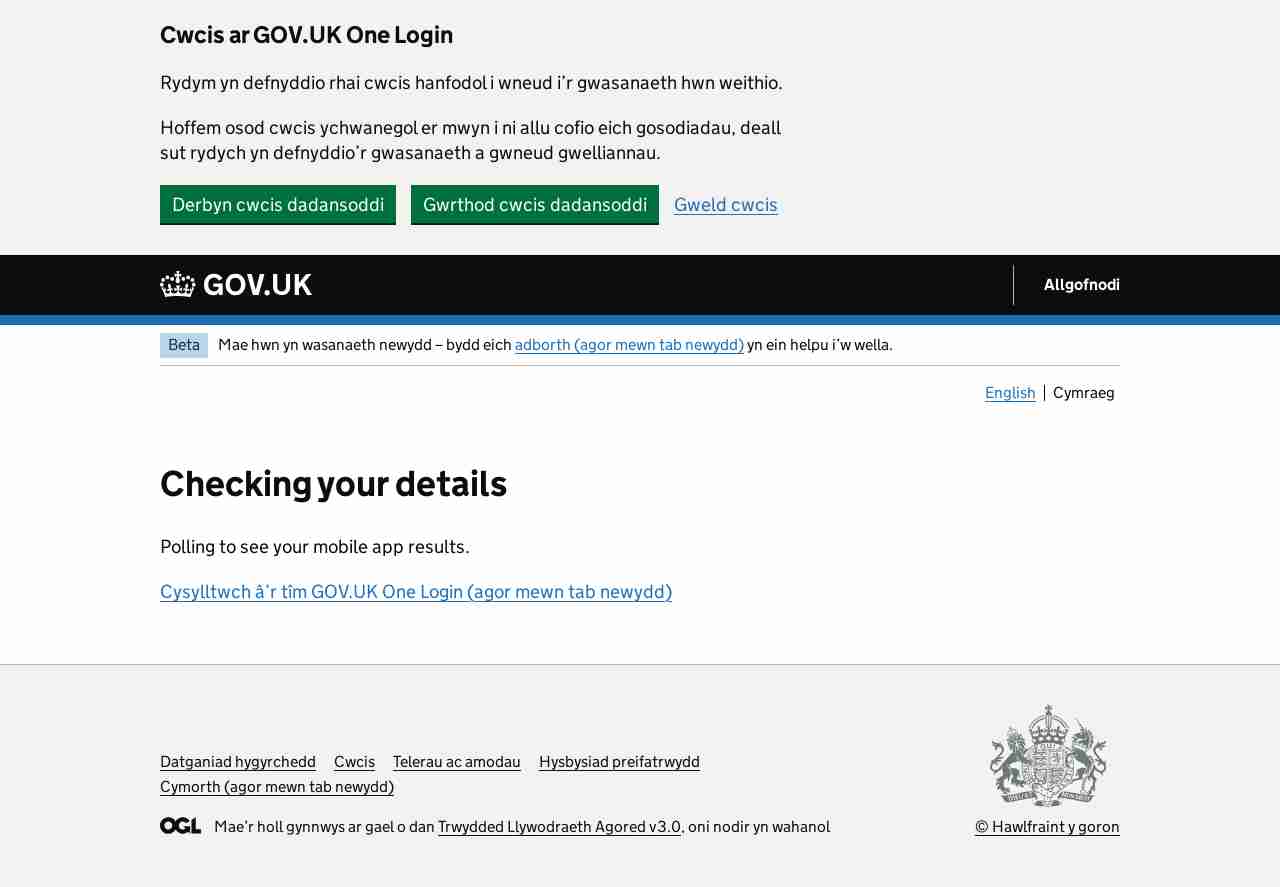 Cwcis ar GOV.UK One Login
Rydym yn defnyddio rhai cwcis hanfodol i wneud i’r gwasanaeth hwn weithio.
Hoffem osod cwcis ychwanegol er mwyn i ni allu cofio eich gosodiadau, deall
sut rydych yn defnyddio’r gwasanaeth a gwneud gwelliannau.
Derbyn cwcis dadansoddi Gwrthod cwcis dadansoddi Gweld cwcis
GOV.UK Allgofnodi
Beta Mae hwn yn wasanaeth newydd – bydd eich adborth (agor mewn tab newydd) yn ein helpu i’w wella.
English Cymraeg
Checking your details
Polling to see your mobile app results.
Cysylltwch â’r tîm GOV.UK One Login (agor mewn tab newydd)
Datganiad hygyrchedd Cwcis Telerau ac amodau Hysbysiad preifatrwydd
Cymorth (agor mewn tab newydd)
OGL Mae’r holl gynnwys ar gael o dan Trwydded Llywodraeth Agored v3.0, oni nodir yn wahanol
© Hawlfraint y goron